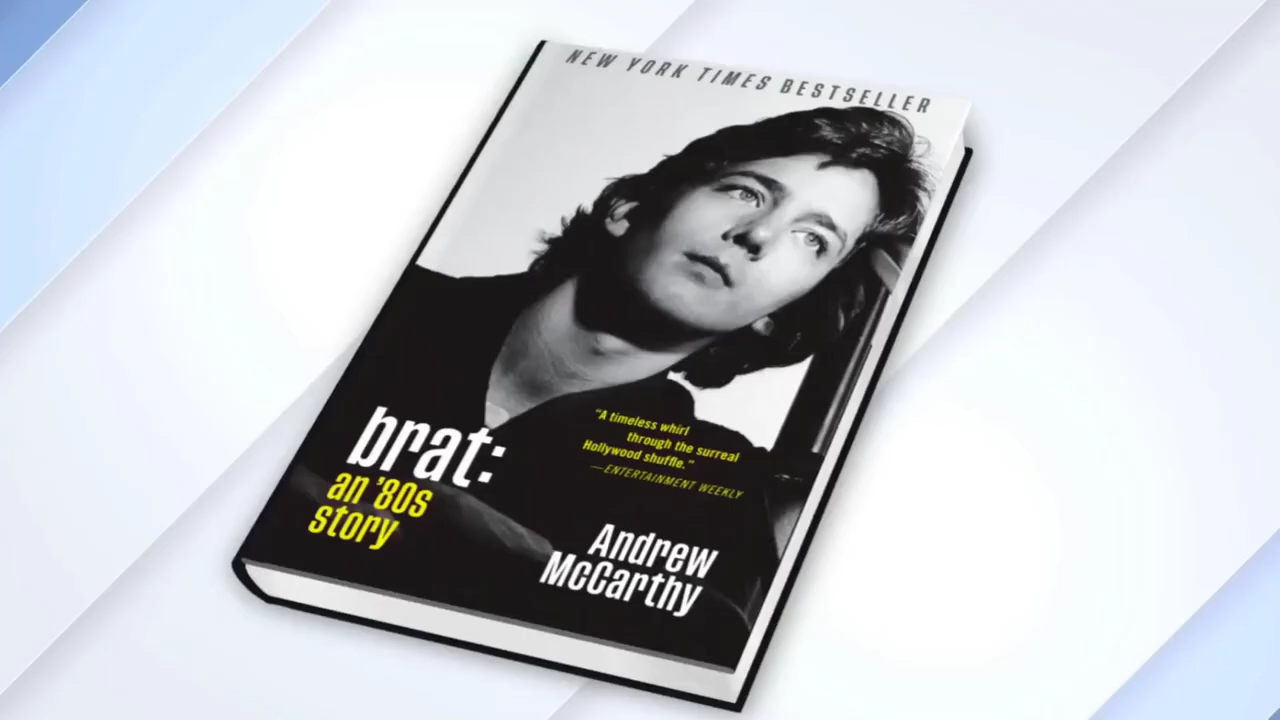 NEW YORK TIMES BESTSELLER
"A timeless whirl
through the surreal
Hollywood shuffle."
—ENTERTAINMENT WEEKLY
brat:
an '80s
story
Andrew
McCarthy